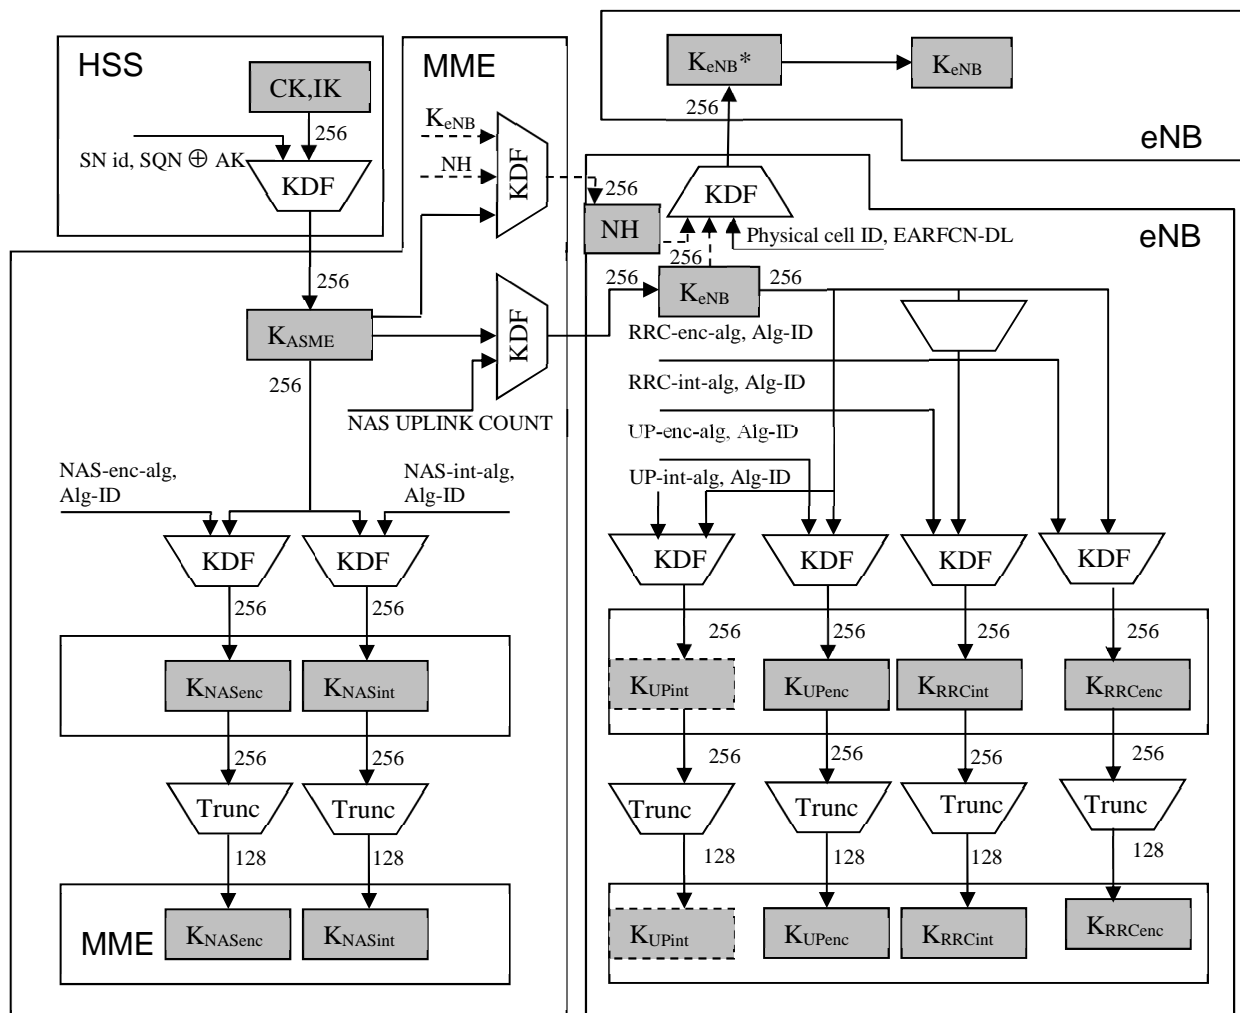 HSS
CK,IK
256
SN id, SQN ⊕ AK
KDF
256
MME
KeNB
NH
KDF
KeNB*
KeNB
256
eNB
KDF
256
NH
Physical cell ID, EARFCN-DL
eNB
256
KASME
256
KDF
NAS UPLINK COUNT
256
KeNB
256
RRC-enc-alg, Alg-ID
RRC-int-alg, Alg-ID
UP-enc-alg, Alg-ID
UP-int-alg, Alg-ID
NAS-enc-alg,
Alg-ID
NAS-int-alg,
Alg-ID
KDF
KDF
KDF
KDF
KDF
KDF
256
256
256
256
256
256
KNASenc
KNASint
KUPint
KUPenc
KRRCint
KRRCenc
256
256
256
256
256
256
Trunc
Trunc
Trunc
Trunc
Trunc
Trunc
128
128
128
128
128
128
MME
KNASenc
KNASint
KUPint
KUPenc
KRRCint
KRRCenc